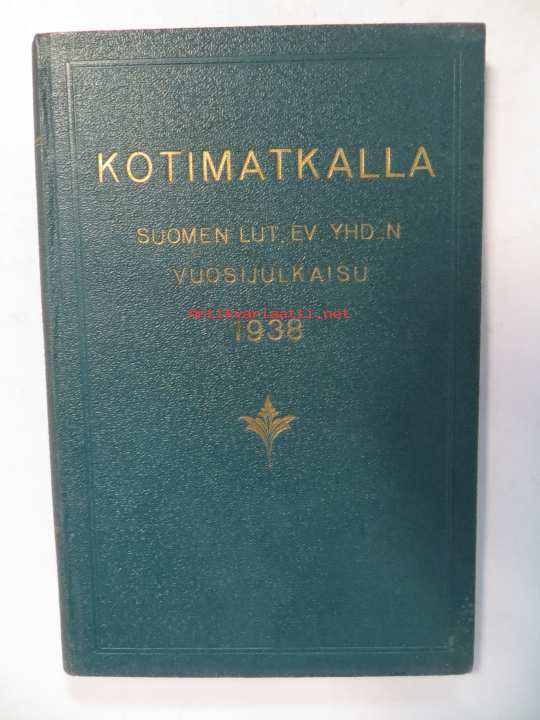 KOTIMATKALLA
SUOMEN LUT. EV. YHD:N
VUOSIJULKAISU
Antikvariaatti.net
1938